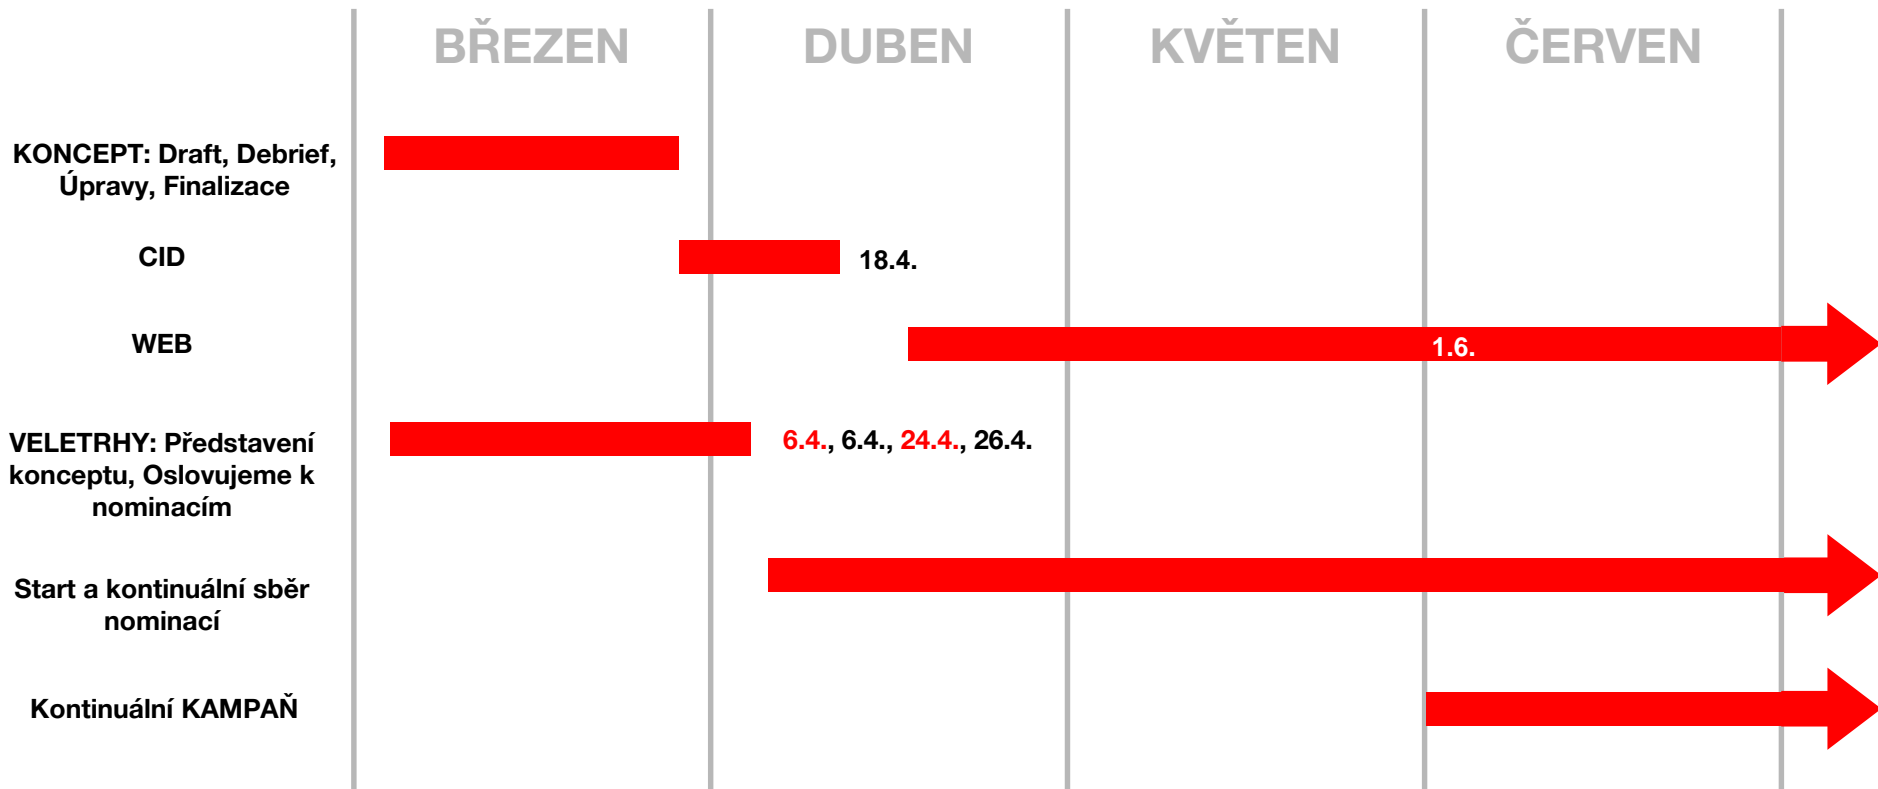 BŘEZEN DUBEN KVĚTEN ČERVEN
KONCEPT: Draft, Debrief,
Úpravy, Finalizace
CID
18.4.
WEB
1.6.
VELETRHY: Představení
konceptu, Oslovujeme k
nominacím
6.4., 6.4., 24.4., 26.4.
Start a kontinuální sběr
nominací
Kontinuální KAMPAŇ